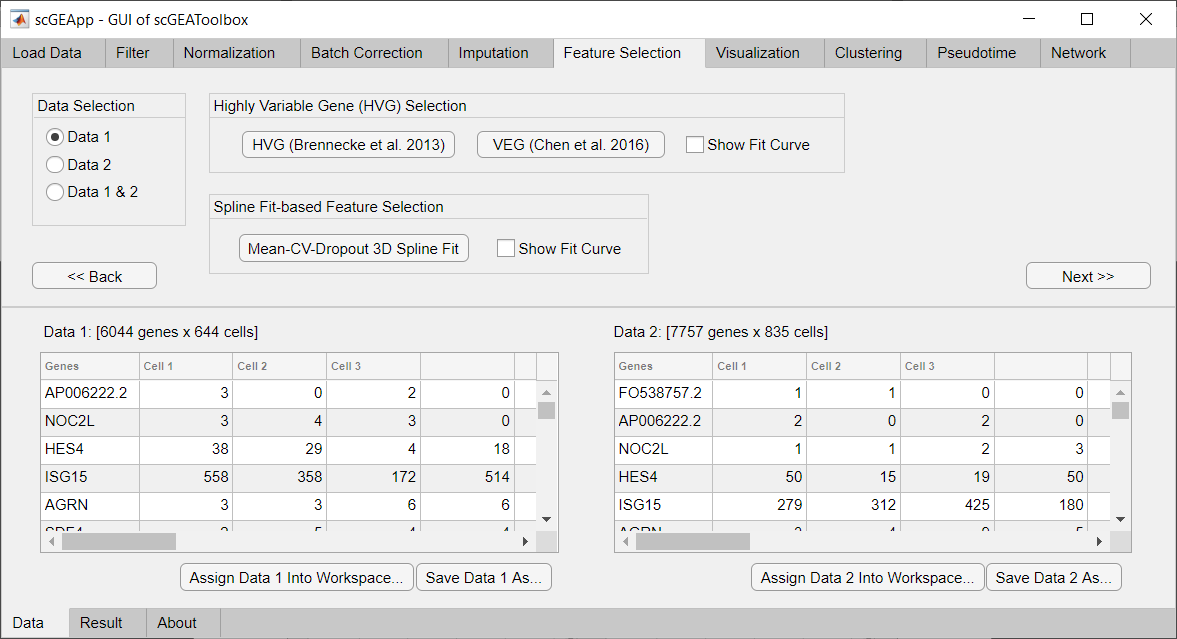 scGEApp - GUI of scGEAToolbox
Load Data Filter Normalization Batch Correction Imputation Feature Selection Visualization Clustering Pseudotime Network
Data Selection
Data 1
Data 2
Data 1 & 2
Highly Variable Gene (HVG) Selection
HVG (Brennecke et al. 2013) VEG (Chen et al. 2016) Show Fit Curve
Spline Fit-based Feature Selection
Mean-CV-Dropout 3D Spline Fit Show Fit Curve
<< Back Next >>
Data 1: [6044 genes x 644 cells]
Genes Cell 1 Cell 2 Cell 3
AP006222.2 3 0 2 0
NOC2L 3 4 3 0
HES4 38 29 4 18
ISG15 558 358 172 514
AGRN 3 3 6 6
Assign Data 1 Into Workspace... Save Data 1 As...
Data 2: [7757 genes x 835 cells]
Genes Cell 1 Cell 2 Cell 3
FO538757.2 1 1 0 0
AP006222.2 2 0 2 0
NOC2L 1 1 2 3
HES4 50 15 19 50
ISG15 279 312 425 180
Assign Data 2 Into Workspace... Save Data 2 As...
Data Result About